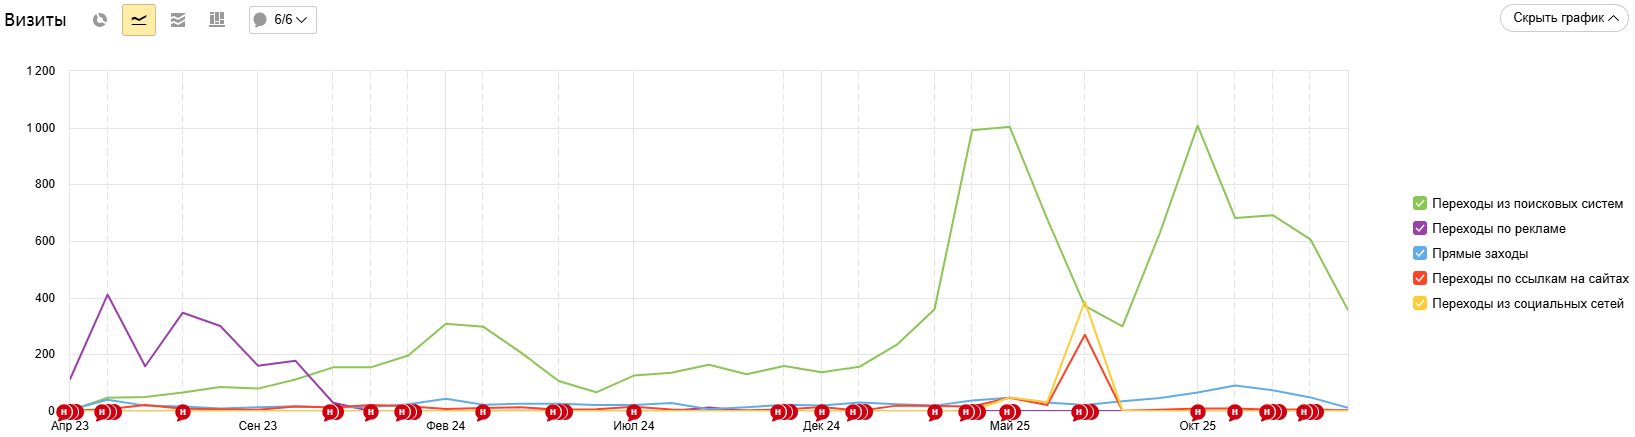 Визиты
6/6
Скрыть график
1 200
1 000
800
600
400
200
0
Переходы из поисковых систем
Переходы по рекламе
Прямые заходы
Переходы по ссылкам на сайтах
Переходы из социальных сетей
Н Н Н Н Н Н Н Н Н Н Н Н Н Н Н Н Н Н Н Н
Апр 23 Сен 23 Фев 24 Июл 24 Дек 24 Май 25 Окт 25